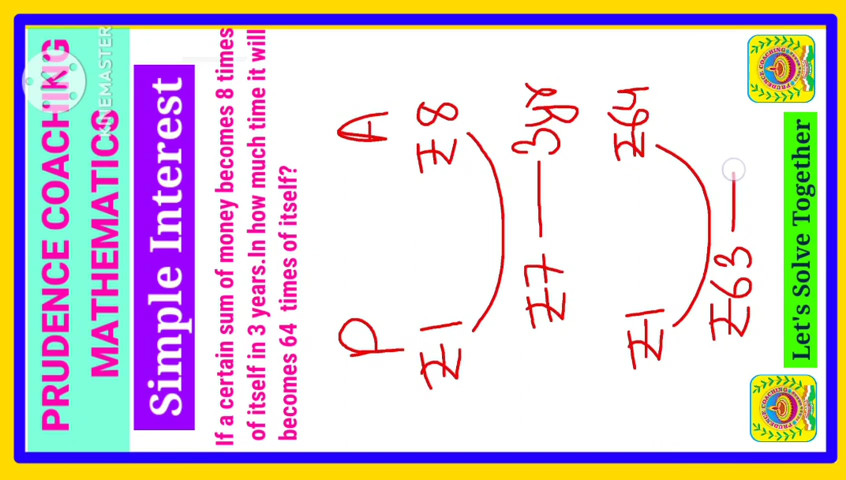 PRUDENCE COACHING
MATHEMATICS
KINEMASTER
Simple Interest
If a certain sum of money becomes 8 times
of itself in 3 years.In how much time it will
becomes 64 times of itself?
P A
₹1 ₹8
₹7 — 3yr
₹1 ₹64
₹63 —
Let's Solve Together